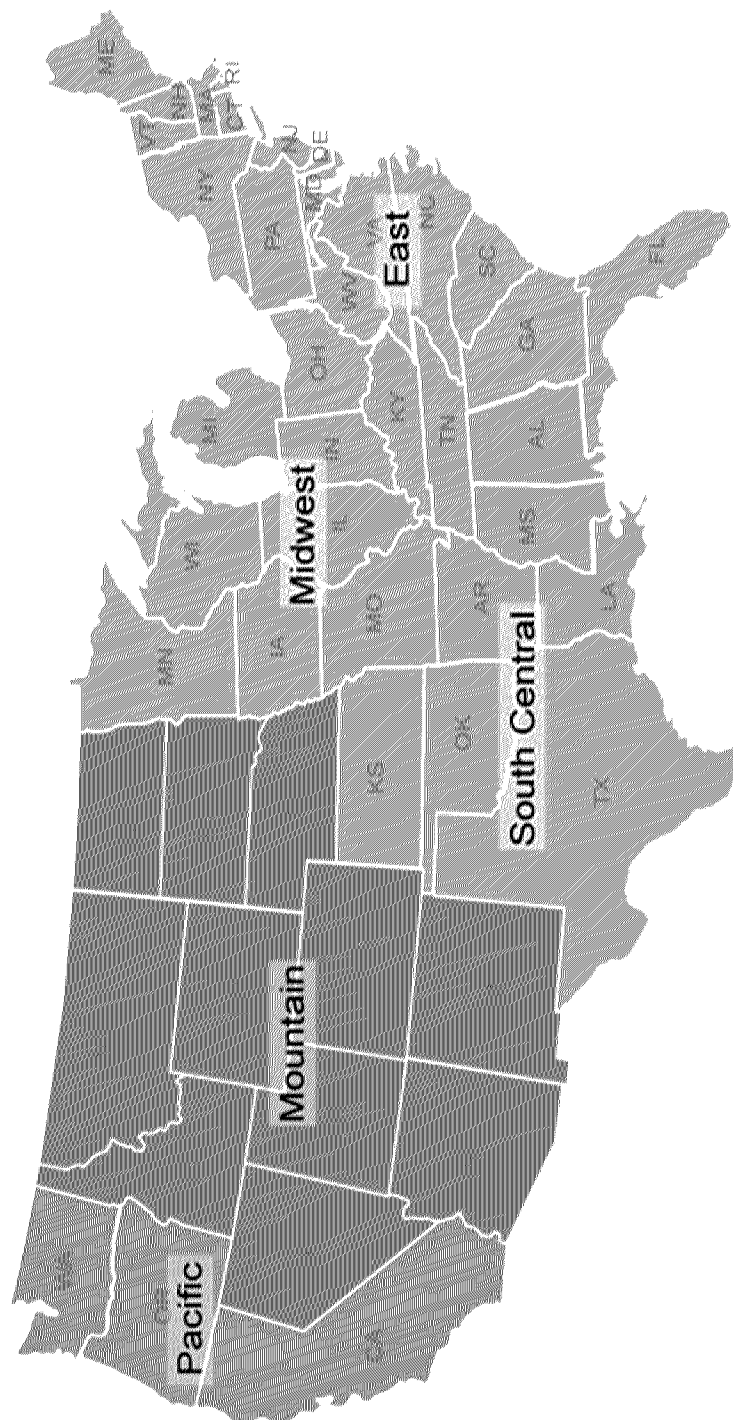 ME
VT
NH
MA
RI
CT
NY
NJ
DE
PA
MD
VA
WV
NC
East
SC
GA
FL
OH
MI
KY
TN
AL
IN
Midwest
IL
WI
MS
MN
IA
MO
AR
LA
South Central
KS
OK
TX
Mountain
WA
OR
Pacific
CA